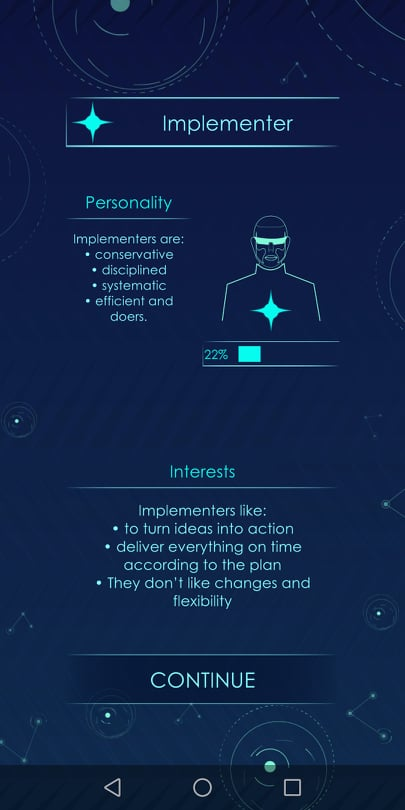 Implementer
Personality
Implementers are:
• conservative
• disciplined
• systematic
• efficient and
doers.
22%
Interests
Implementers like:
• to turn ideas into action
• deliver everything on time
according to the plan
• They don't like changes and
flexibility
CONTINUE